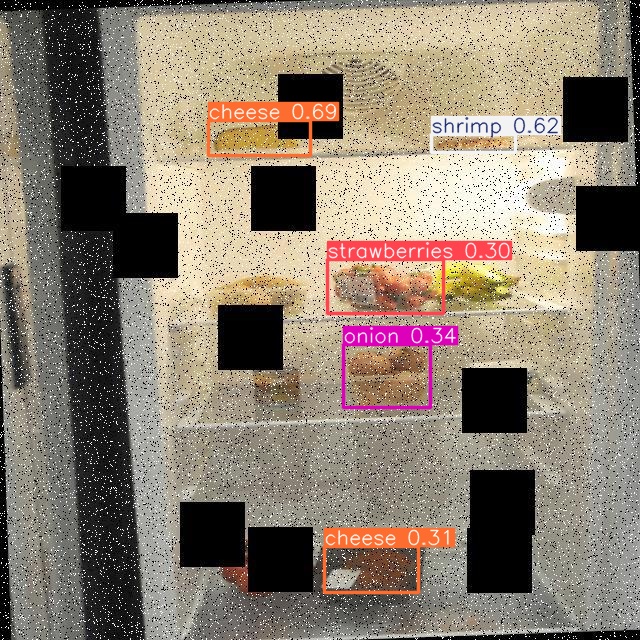 cheese 0.69
shrimp 0.62
strawberries 0.30
onion 0.34
cheese 0.31